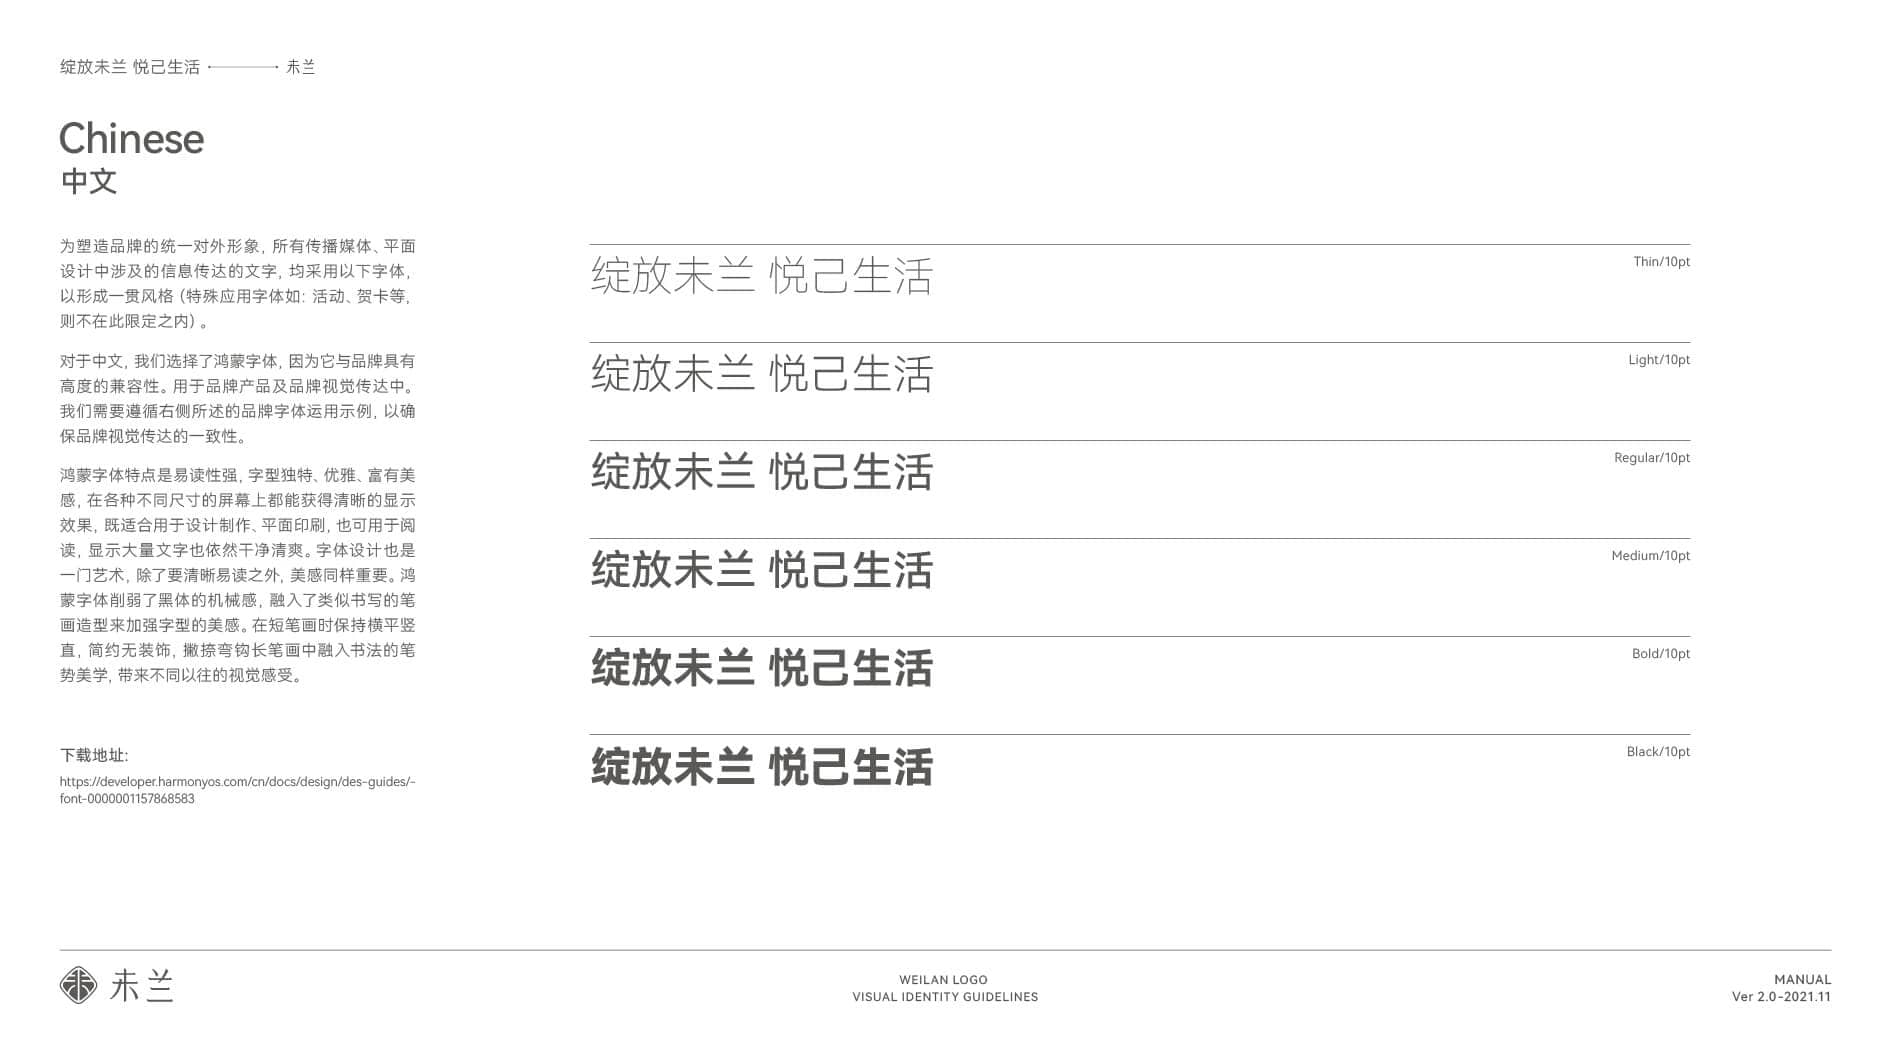 绽放未兰 悦己生活 未兰
Chinese
中文
为塑造品牌的统一对外形象, 所有传播媒体、平面
设计中涉及的信息传达的文字, 均采用以下字体,
以形成一贯风格 (特殊应用字体如: 活动、贺卡等,
则不在此限定之内) 。
对于中文, 我们选择了鸿蒙字体, 因为它与品牌具有
高度的兼容性。用于品牌产品及品牌视觉传达中。
我们需要遵循右侧所述的品牌字体运用示例, 以确
保品牌视觉传达的一致性。
鸿蒙字体特点是易读性强, 字型独特、优雅、富有美
感, 在各种不同尺寸的屏幕上都能获得清晰的显示
效果, 既适合用于设计制作、平面印刷, 也可用于阅
读, 显示大量文字也依然干净清爽。字体设计也是
一门艺术, 除了要清晰易读之外, 美感同样重要。鸿
蒙字体削弱了黑体的机械感, 融入了类似书写的笔
画造型来加强字型的美感。在短笔画时保持横平竖
直, 简约无装饰, 撇捺弯钩长笔画中融入书法的笔
势美学, 带来不同以往的视觉感受。
下载地址:
https://developer.harmonyos.com/cn/docs/design/des-guides/-
font-0000001157868583
绽放未兰 悦己生活
Thin/10pt
绽放未兰 悦己生活
Light/10pt
绽放未兰 悦己生活
Regular/10pt
绽放未兰 悦己生活
Medium/10pt
绽放未兰 悦己生活
Bold/10pt
绽放未兰 悦己生活
Black/10pt
未兰
WEILAN LOGO
VISUAL IDENTITY GUIDELINES
MANUAL
Ver 2.0-2021.11